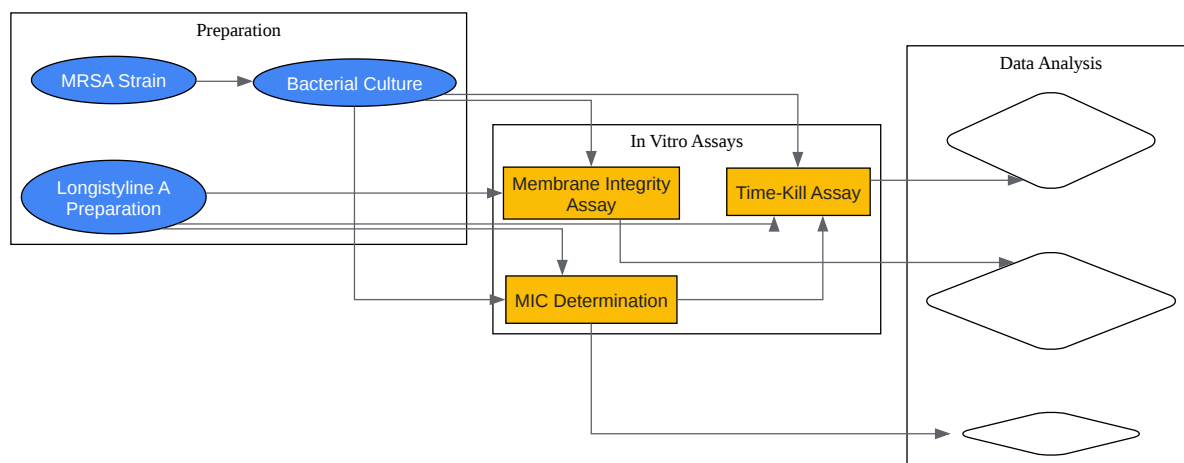 Preparation
MRSA Strain
Bacterial Culture
Longistyline A
Preparation
In Vitro Assays
Membrane Integrity
Assay
Time-Kill Assay
MIC Determination
Data Analysis